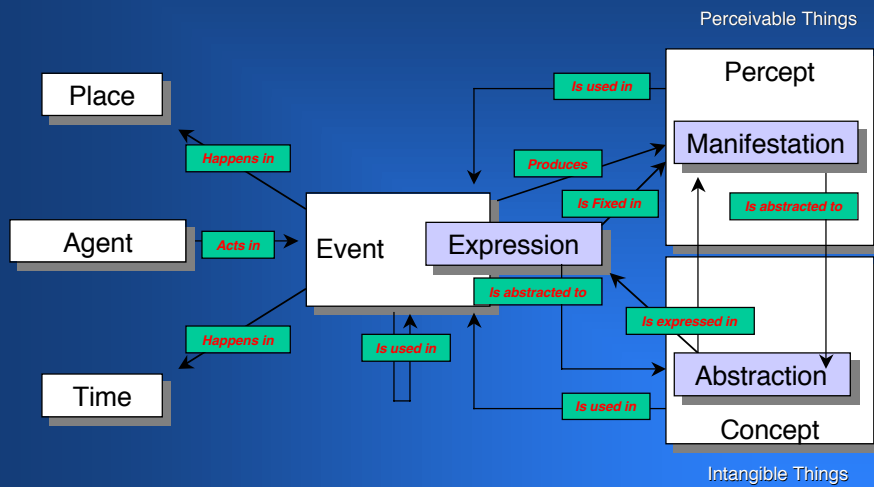 Perceivable Things
Percept
Place
Is used in
Manifestation
Happens in
Produces
Is Fixed in
Is abstracted to
Agent
Acts in
Event
Expression
Is abstracted to
Is expressed in
Happens in
Is used in
Time
Abstraction
Is used in
Concept
Intangible Things